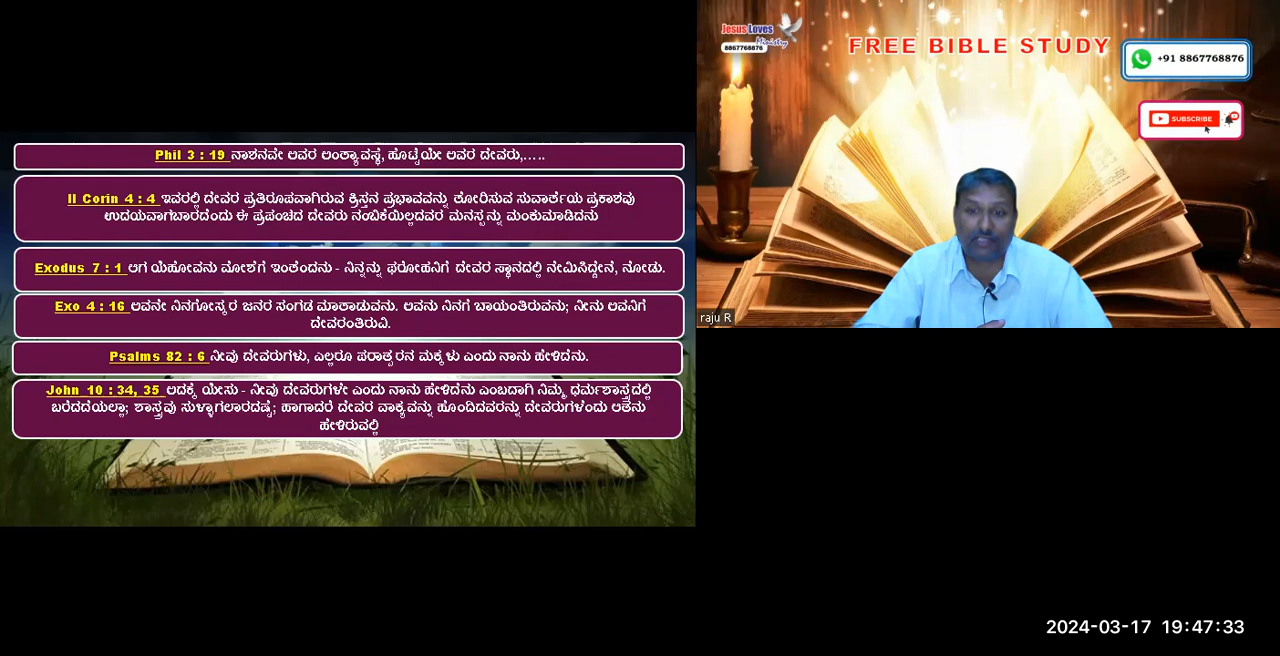 Phil 3 : 19 ನಾಶನವೇ ಅವರ ಅಂತ್ಯಾವಸ್ಥೆ, ಹೊಟ್ಟೆಯೇ ಅವರ ದೇವರು,.....
II Corin 4 : 4 ಇವರಲ್ಲಿ ದೇವರ ಪ್ರತಿರೂಪವಾಗಿರುವ ಕ್ರಿಸ್ತನ ಪ್ರಭಾವವನ್ನು ತೋರಿಸುವ ಸುವಾರ್ತೆಯ ಪ್ರಕಾಶವು
ಉದಯವಾಗಬಾರದೆಂದು ಈ ಪ್ರಪಂಚದ ದೇವರು ನಂಬಿಕೆಯಿಲ್ಲದವರ ಮನಸ್ಸನ್ನು ಮಂಕುಮಾಡಿದನು
Exodus 7 : 1 ಆಗ ಯೆಹೋವನು ಮೋಶೆಗೆ ಇಂತೆಂದನು - ನಿನ್ನನ್ನು ಫರೋಹನಿಗೆ ದೇವರ ಸ್ಥಾನದಲ್ಲಿ ನೇಮಿಸಿದ್ದೇನೆ, ನೋಡು.
Exo 4 : 16 ಅವನೇ ನಿನಗೋಸ್ಕರ ಜನರ ಸಂಗಡ ಮಾತಾಡುವನು. ಅವನು ನಿನಗೆ ಬಾಯಂತಿರುವನು; ನೀನು ಅವನಿಗೆ
ದೇವರಂತಿರುವಿ.
Psalms 82 : 6 ನೀವು ದೇವರುಗಳು, ಎಲ್ಲರೂ ಪರಾತ್ಪರನ ಮಕ್ಕಳು ಎಂದು ನಾನು ಹೇಳಿದೆನು.
John 10 : 34, 35 ಅದಕ್ಕೆ ಯೇಸು - ನೀವು ದೇವರುಗಳೇ ಎಂದು ನಾನು ಹೇಳಿದೆನು ಎಂಬದಾಗಿ ನಿಮ್ಮ ಧರ್ಮಶಾಸ್ತ್ರದಲ್ಲಿ
ಬರೆದದೆಯಲ್ಲಾ; ಶಾಸ್ತ್ರವು ಸುಳ್ಳಾಗಲಾರದಷ್ಟೆ; ಹಾಗಾದರೆ ದೇವರ ವಾಕ್ಯವನ್ನು ಹೊಂದಿದವರನ್ನು ದೇವರುಗಳೆಂದು ಆತನು
ಹೇಳಿರುವಲ್ಲಿ
Jesus Loves
Ministry
8867768876
FREE BIBLE STUDY
+91 8867768876
SUBSCRIBE
raju R
2024-03-17 19:47:33